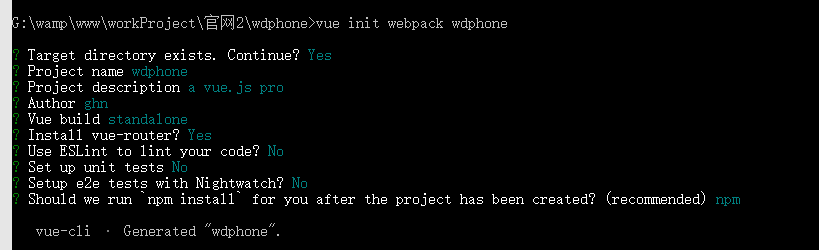 G:\wamp\www\workProject\官网2\wdphone>vue init webpack wdphone
? Target directory exists. Continue? Yes
? Project name wdphone
? Project description a vue.js pro
? Author ghn
? Vue build standalone
? Install vue-router? Yes
? Use ESLint to lint your code? No
? Set up unit tests No
? Setup e2e tests with Nightwatch? No
? Should we run `npm install` for you after the project has been created? (recommended) npm
vue-cli · Generated "wdphone".